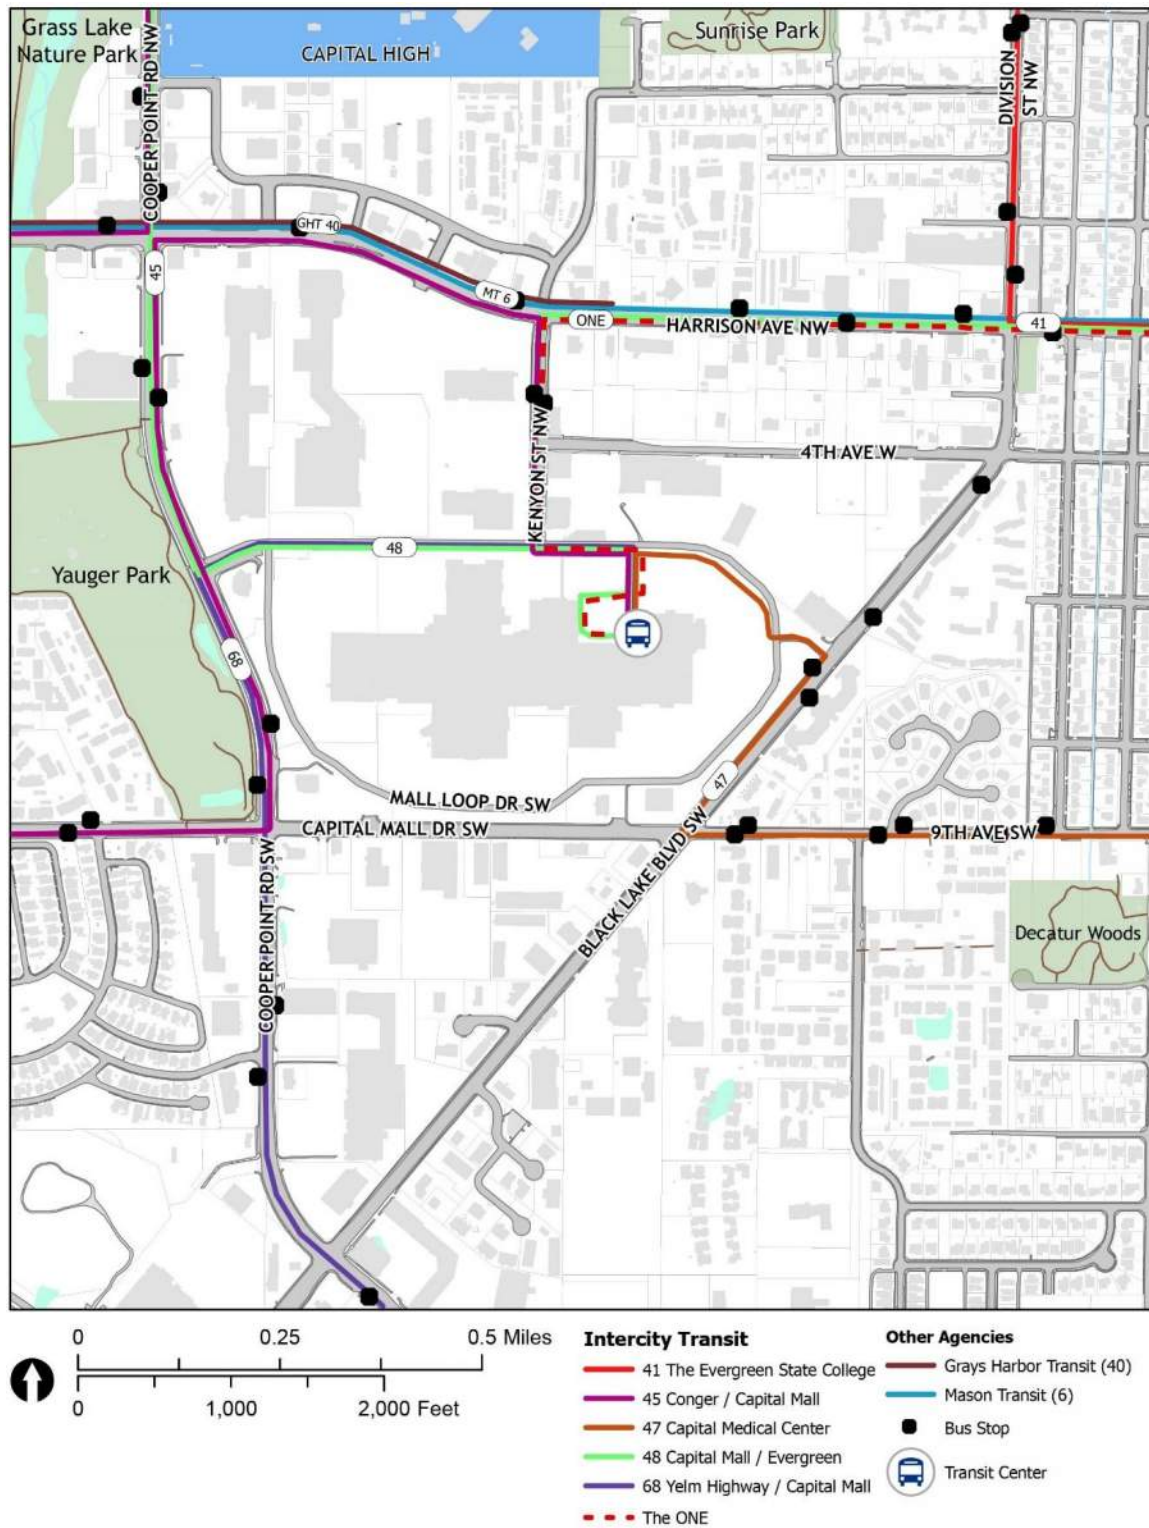 Grass Lake
Nature Park
CAPITAL HIGH
Sunrise Park
COOPER POINT RD NW
DIVISION
ST NW
GHT 40
45
MT 6
ONE
HARRISON AVE NW
41
4TH AVE W
KENYON ST NW
48
Yauger Park
68
47
MALL LOOP DR SW
CAPITAL MALL DR SW
9TH AVE SW
BLACK LAKE BLVD SW
COOPER POINT RD SW
Decatur Woods
0 0.25 0.5 Miles
0 1,000 2,000 Feet
Intercity Transit
41 The Evergreen State College
45 Conger / Capital Mall
47 Capital Medical Center
48 Capital Mall / Evergreen
68 Yelm Highway / Capital Mall
The ONE
Other Agencies
Grays Harbor Transit (40)
Mason Transit (6)
Bus Stop
Transit Center